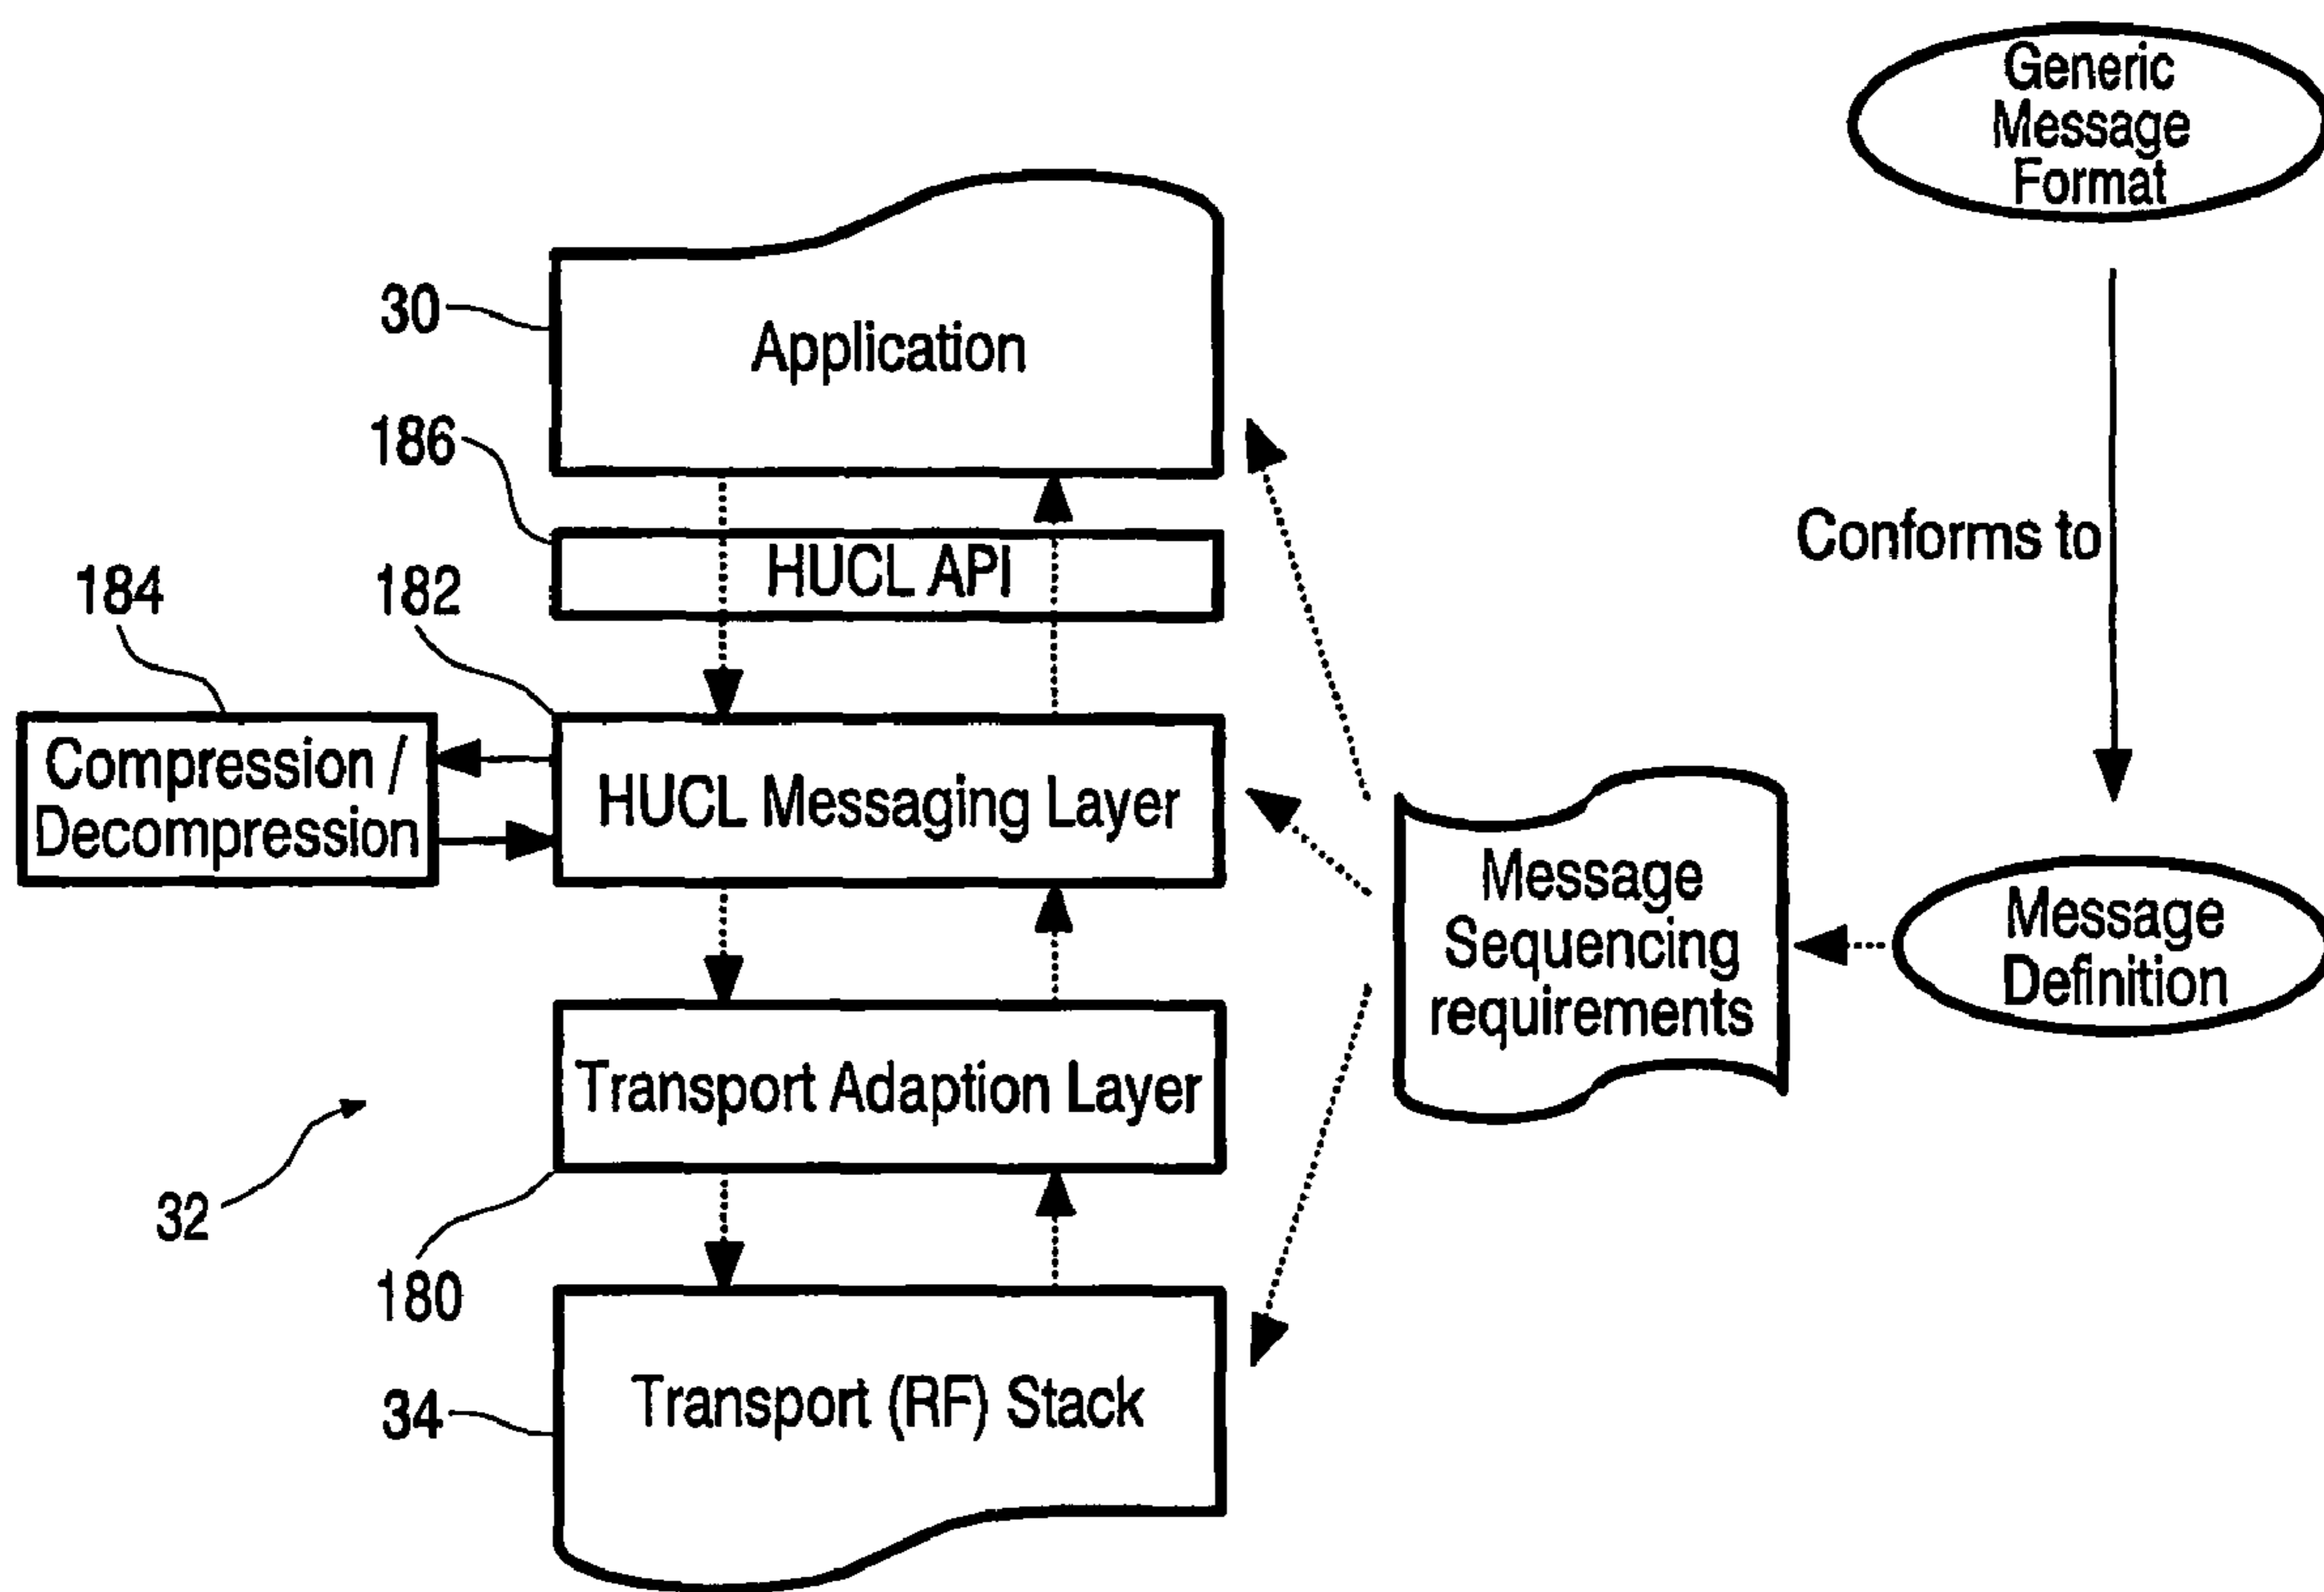 Generic
Message
Format
30
Application
186
HUCL API
Conforms to
184
182
Compression /
Decompression
HUCL Messaging Layer
Message
Sequencing
requirements
Message
Definition
Transport Adaption Layer
32
180
34
Transport (RF) Stack